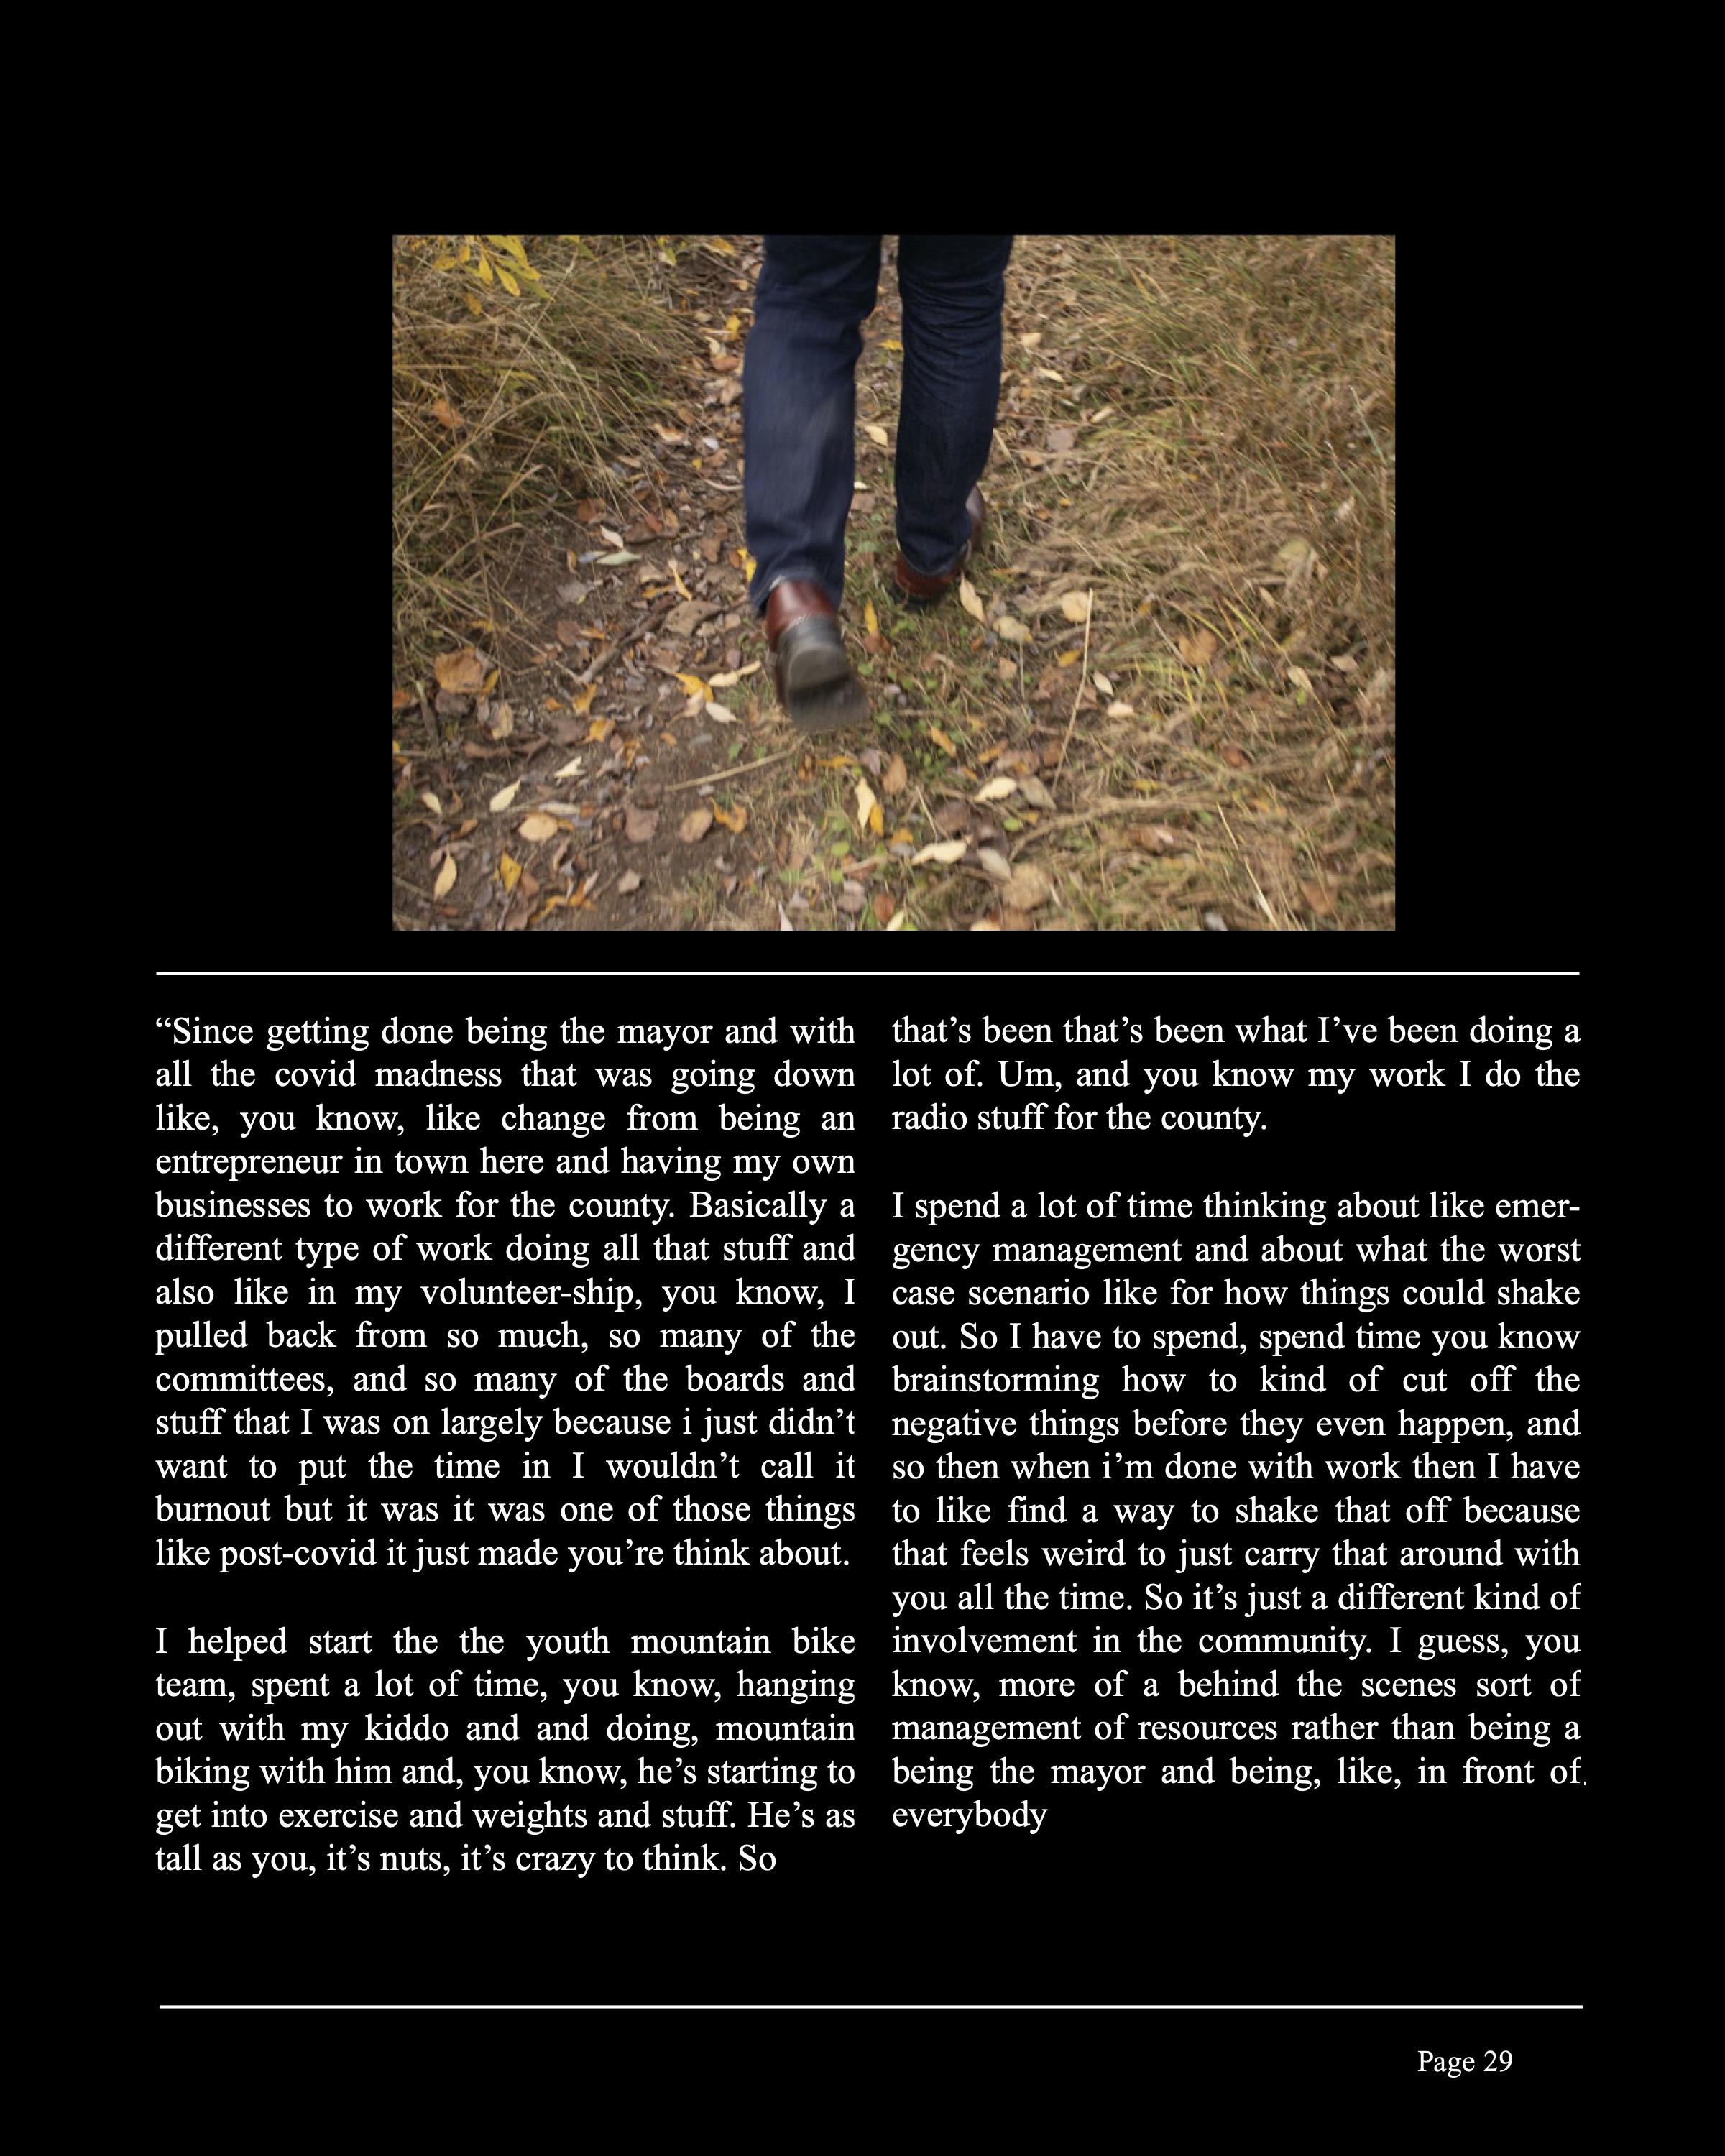 “Since getting done being the mayor and with
all the covid madness that was going down
like, you know, like change from being an
entrepreneur in town here and having my own
businesses to work for the county. Basically a
different type of work doing all that stuff and
also like in my volunteer-ship, you know, I
pulled back from so much, so many of the
committees, and so many of the boards and
stuff that I was on largely because i just didn’t
want to put the time in I wouldn’t call it
burnout but it was it was one of those things
like post-covid it just made you’re think about.
I helped start the the youth mountain bike
team, spent a lot of time, you know, hanging
out with my kiddo and and doing, mountain
biking with him and, you know, he’s starting to
get into exercise and weights and stuff. He’s as
tall as you, it’s nuts, it’s crazy to think. So
that’s been that’s been what I’ve been doing a
lot of. Um, and you know my work I do the
radio stuff for the county.
I spend a lot of time thinking about like emer-
gency management and about what the worst
case scenario like for how things could shake
out. So I have to spend, spend time you know
brainstorming how to kind of cut off the
negative things before they even happen, and
so then when i’m done with work then I have
to like find a way to shake that off because
that feels weird to just carry that around with
you all the time. So it’s just a different kind of
involvement in the community. I guess, you
know, more of a behind the scenes sort of
management of resources rather than being a
being the mayor and being, like, in front of.
everybody
Page 29